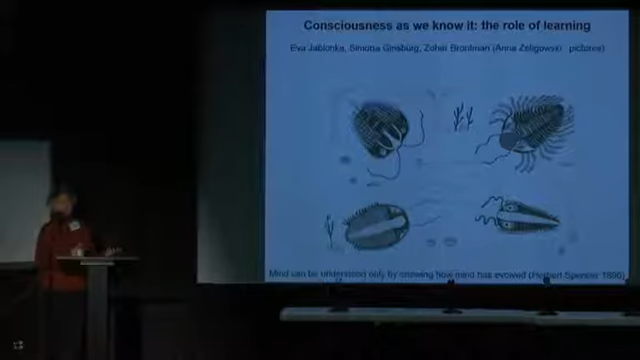 Consciousness as we know it: the role of learning
Eva Jablonka, Simona Ginsburg, Zohar Bronfman (Anna Zeligowski pictures)
Mind can be understood only by knowing how mind has evolved (Herbert Spencer 1890)